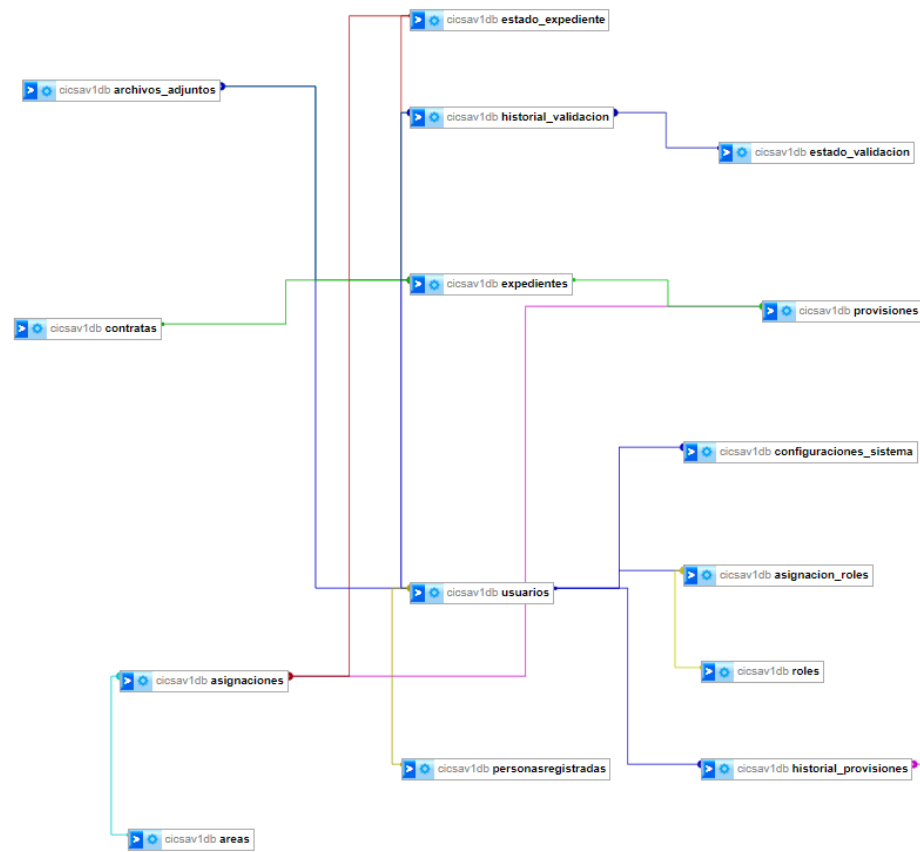 cicsav1db estado_expediente
cicsav1db archivos_adjuntos
cicsav1db historial_validacion
cicsav1db estado_validacion
cicsav1db expedientes
cicsav1db provisiones
cicsav1db contratas
cicsav1db configuraciones_sistema
cicsav1db asignacion_roles
cicsav1db usuarios
cicsav1db roles
cicsav1db asignaciones
cicsav1db personasregistradas
cicsav1db historial_provisiones
cicsav1db areas